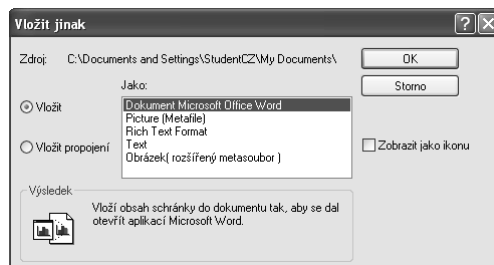 Vložit jinak
Zdroj: C:\Documents and Settings\StudentCZ\My Documents\
OK
Storno
Jako:
Vložit
Vložit propojení
Dokument Microsoft Office Word
Picture (Metafile)
Rich Text Format
Text
Obrázek( rozšířený metasoubor )
Zobrazit jako ikonu
Výsledek
Vloží obsah schránky do dokumentu tak, aby se dal
otevřít aplikací Microsoft Word.